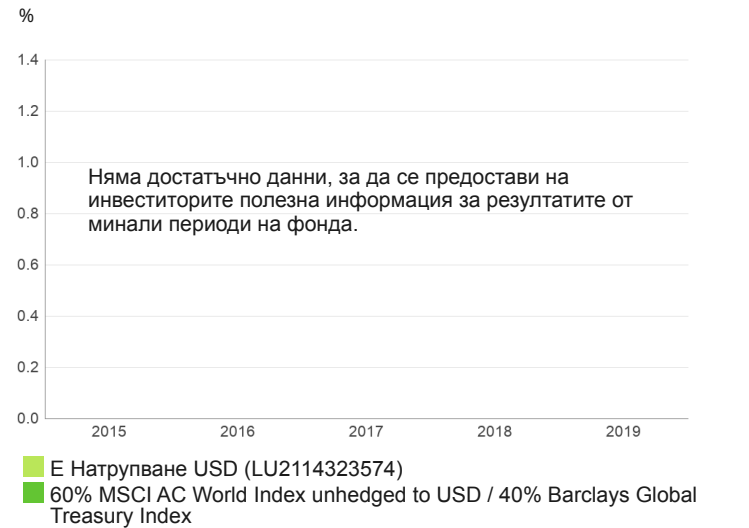 %
1.4
1.2
1.0
Няма достатъчно данни, за да се предостави на
инвеститорите полезна информация за резултатите от
0.8
минали периоди на фонда.
0.6
0.4
0.2
0.0
2015 2016 2017 2018 2019
Е Натрупване USD (LU2114323574)
60% MSCI AC World Index unhedged to USD / 40% Barclays Global
Treasury Index